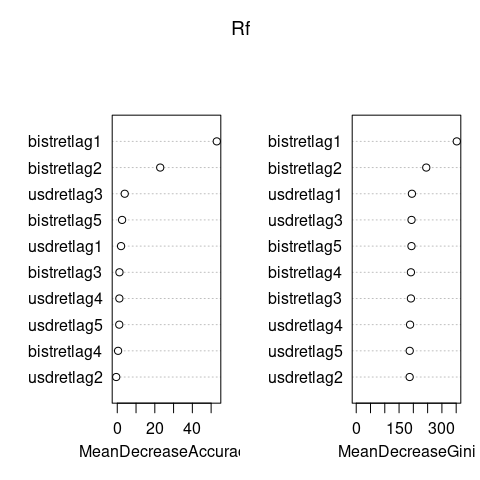 Rf
bistretlag1
bistretlag2
usdretlag3
bistretlag5
usdretlag1
bistretlag3
usdretlag4
usdretlag5
bistretlag4
usdretlag2
0 20 40
MeanDecreaseAccurac
bistretlag1
bistretlag2
usdretlag1
usdretlag3
bistretlag5
bistretlag4
bistretlag3
usdretlag4
usdretlag5
usdretlag2
0 150 300
MeanDecreaseGini